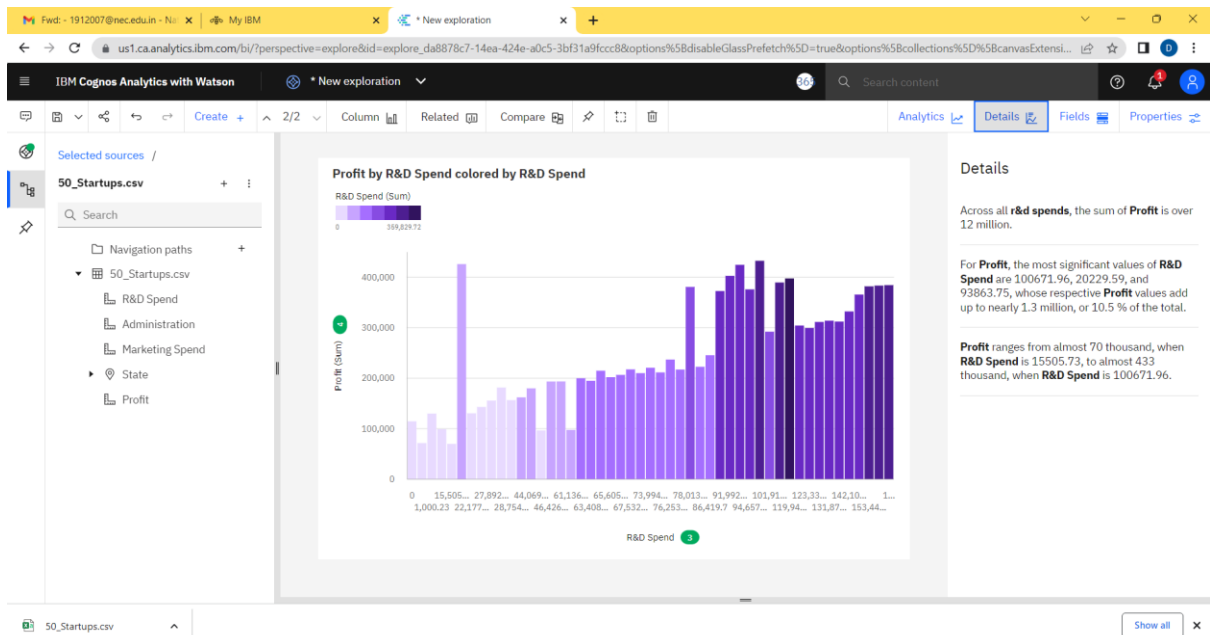 Fwd: - 1912007@nec.edu.in - Na
My IBM
* New exploration
us1.ca.analytics.ibm.com/bi/?perspective=explore&id=explore_da8878c7-14ea-424e-a0c5-3bf31a9fccc8&options%5BdisableGlassPrefetch%5D=true&options%5Bcollections%5D%5BcanvasExtensi...
D
IBM Cognos Analytics with Watson
* New exploration
Search content
1
Create +
2/2
Column
Related
Compare
Analytics
Details
Fields
Properties
Selected sources /
50_Startups.csv
Search
Navigation paths
50_Startups.csv
R&D Spend
Administration
Marketing Spend
State
Profit
Profit by R&D Spend colored by R&D Spend
R&D Spend (Sum)
0
400,000
300,000
200,000
100,000
0
Profit (Sum)
4
0 15,505... 27,892... 44,069... 61,136... 65,605... 73,994... 78,013... 91,992... 101,91... 123,33... 142,10... 1...
1,000.23 22,177... 28,754... 46,426... 63,408... 67,532... 76,253... 86,419.7 94,657... 119,94... 131,87... 153,44...
R&D Spend 3
Details
Across all r&d spends, the sum of Profit is over
12 million.
For Profit, the most significant values of R&D
Spend are 100671.96, 20229.59, and
93863.75, whose respective Profit values add
up to nearly 1.3 million, or 10.5 % of the total.
Profit ranges from almost 70 thousand, when
R&D Spend is 15505.73, to almost 433
thousand, when R&D Spend is 100671.96.
50_Startups.csv
Show all